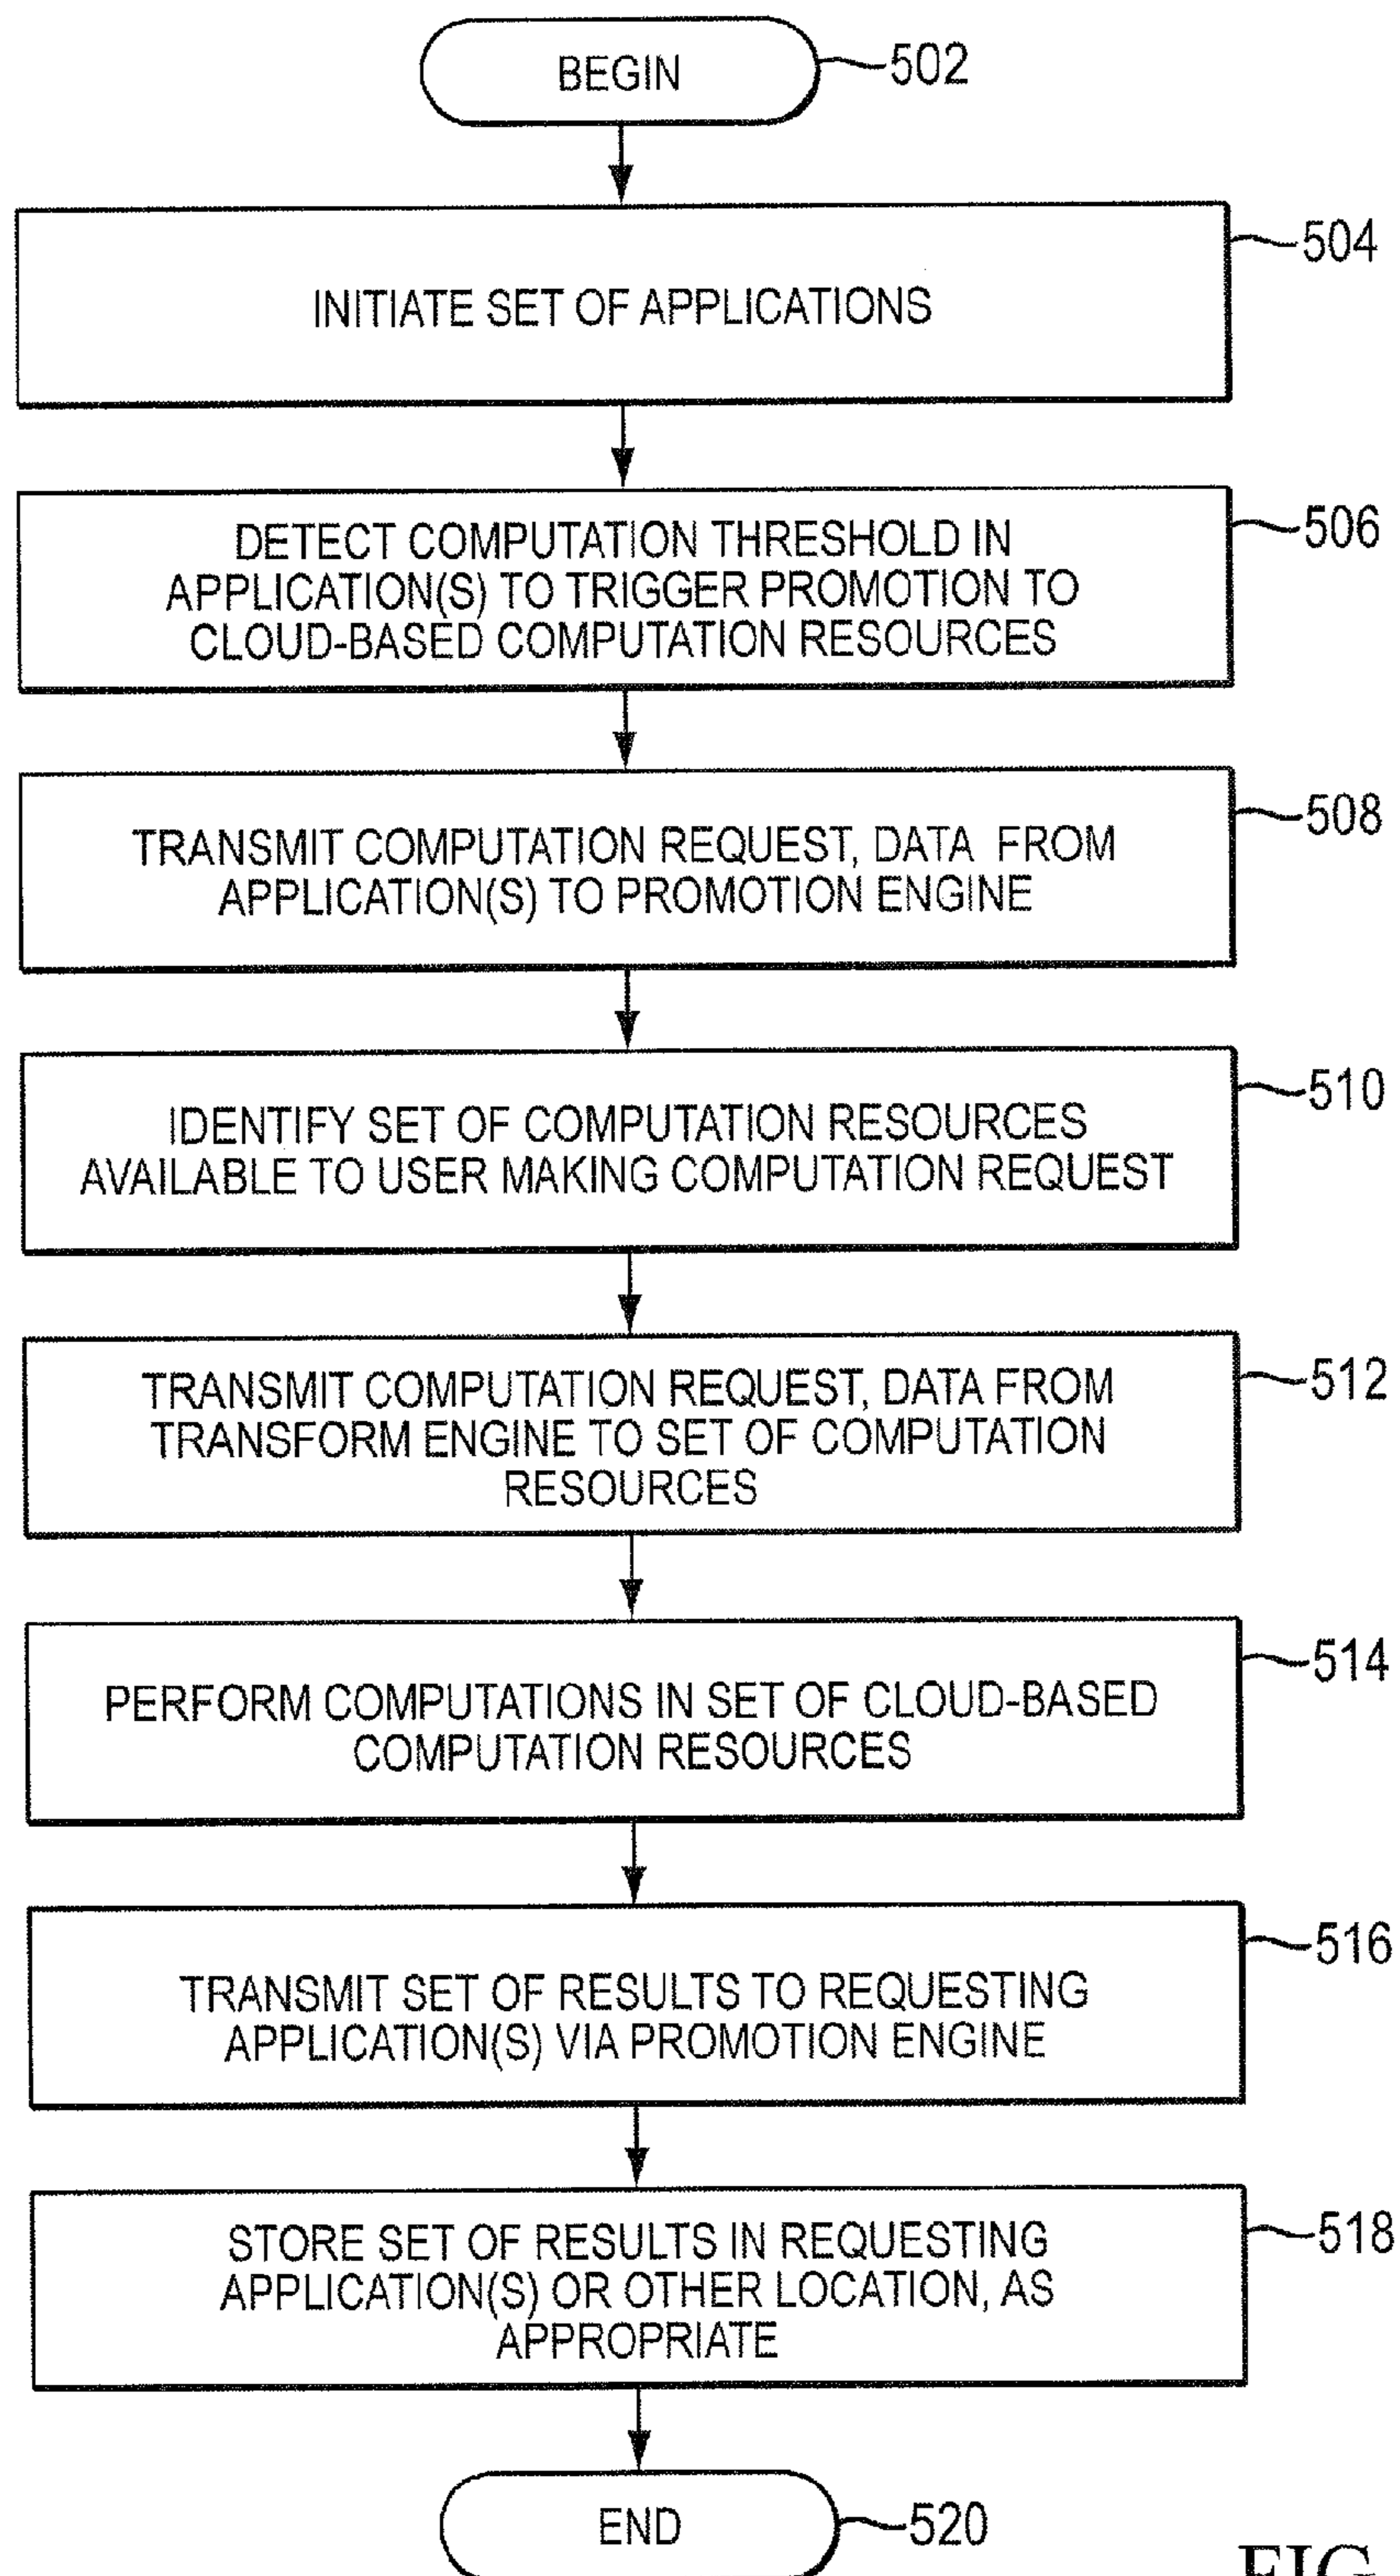 BEGIN
502
504
INITIATE SET OF APPLICATIONS
506
DETECT COMPUTATION THRESHOLD IN
APPLICATION(S) TO TRIGGER PROMOTION TO
CLOUD-BASED COMPUTATION RESOURCES
508
TRANSMIT COMPUTATION REQUEST, DATA FROM
APPLICATION(S) TO PROMOTION ENGINE
510
IDENTIFY SET OF COMPUTATION RESOURCES
AVAILABLE TO USER MAKING COMPUTATION REQUEST
512
TRANSMIT COMPUTATION REQUEST, DATA FROM
TRANSFORM ENGINE TO SET OF COMPUTATION
RESOURCES
514
PERFORM COMPUTATIONS IN SET OF CLOUD-BASED
COMPUTATION RESOURCES
516
TRANSMIT SET OF RESULTS TO REQUESTING
APPLICATION(S) VIA PROMOTION ENGINE
518
STORE SET OF RESULTS IN REQUESTING
APPLICATION(S) OR OTHER LOCATION, AS
APPROPRIATE
END
520
FIG